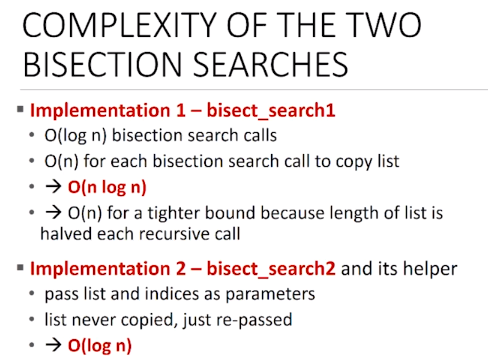 COMPLEXITY OF THE TWO
BISECTION SEARCHES
▪ Implementation 1 – bisect_search1
• O(log n) bisection search calls
• O(n) for each bisection search call to copy list
• → O(n log n)
• → O(n) for a tighter bound because length of list is
halved each recursive call
▪ Implementation 2 – bisect_search2 and its helper
• pass list and indices as parameters
• list never copied, just re-passed
• → O(log n)